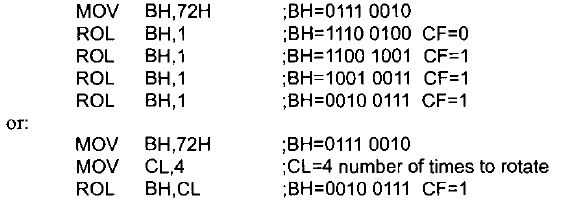 MOV BH,72H ;BH=0111 0010
ROL BH,1 ;BH=1110 0100 CF=0
ROL BH,1 ;BH=1100 1001 CF=1
ROL BH,1 ;BH=1001 0011 CF=1
ROL BH,1 ;BH=0010 0111 CF=1
or:
MOV BH,72H ;BH=0111 0010
MOV CL,4 ;CL=4 number of times to rotate
ROL BH,CL ;BH=0010 0111 CF=1